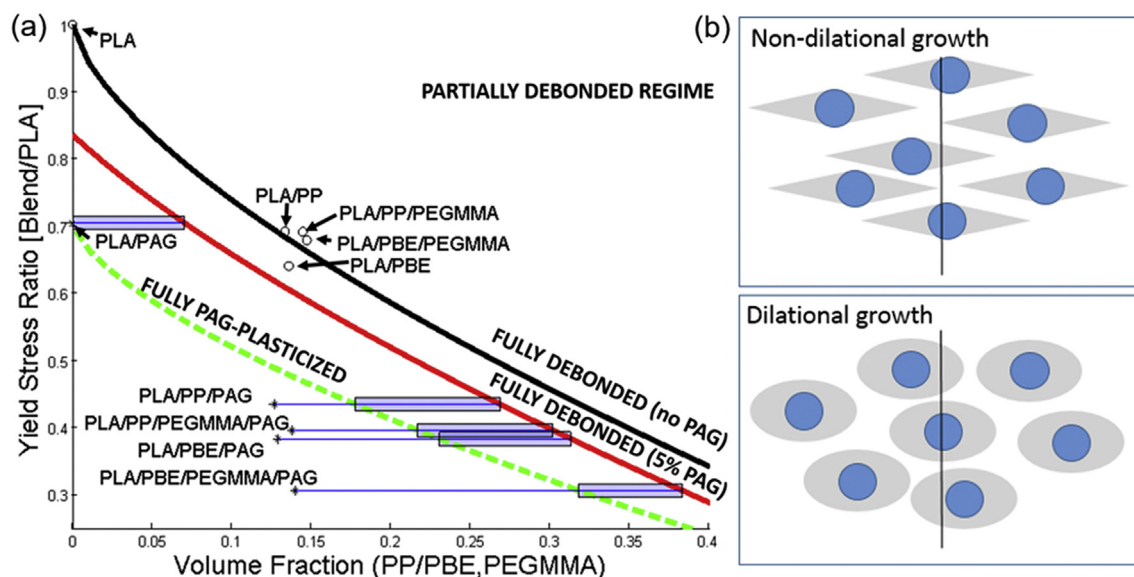 (a)
Yield Stress Ratio [Blend/PLA]
1
0.9
0.8
0.7
0.6
0.5
0.4
0.3
PLA
PARTIALLY DEBONDED REGIME
PLA/PP
PLA/PP/PEGMMA
PLA/PBE/PEGMMA
PLA/PBE
PLA/PAG
FULLY PAG-PLASTICIZED
FULLY DEBONDED (no PAG)
FULLY DEBONDED (5% PAG)
PLA/PP/PAG
PLA/PP/PEGMMA/PAG
PLA/PBE/PAG
PLA/PBE/PEGMMA/PAG
0 0.05 0.1 0.15 0.2 0.25 0.3 0.35 0.4
Volume Fraction (PP/PBE,PEGMMA)
(b)
Non-dilational growth
Dilational growth